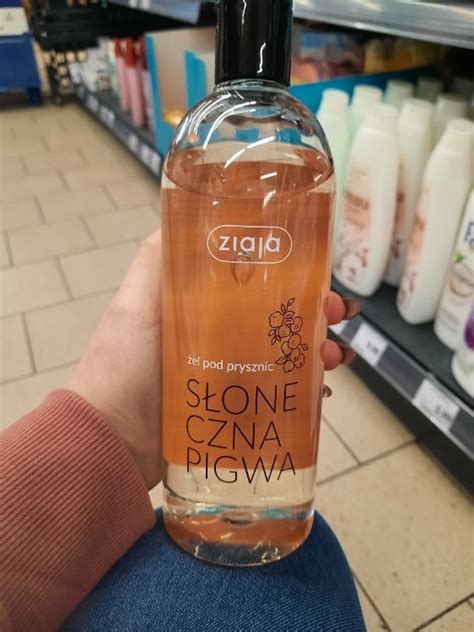 ziaja
żel pod prysznic
SŁONE
CZNA
PIGWA